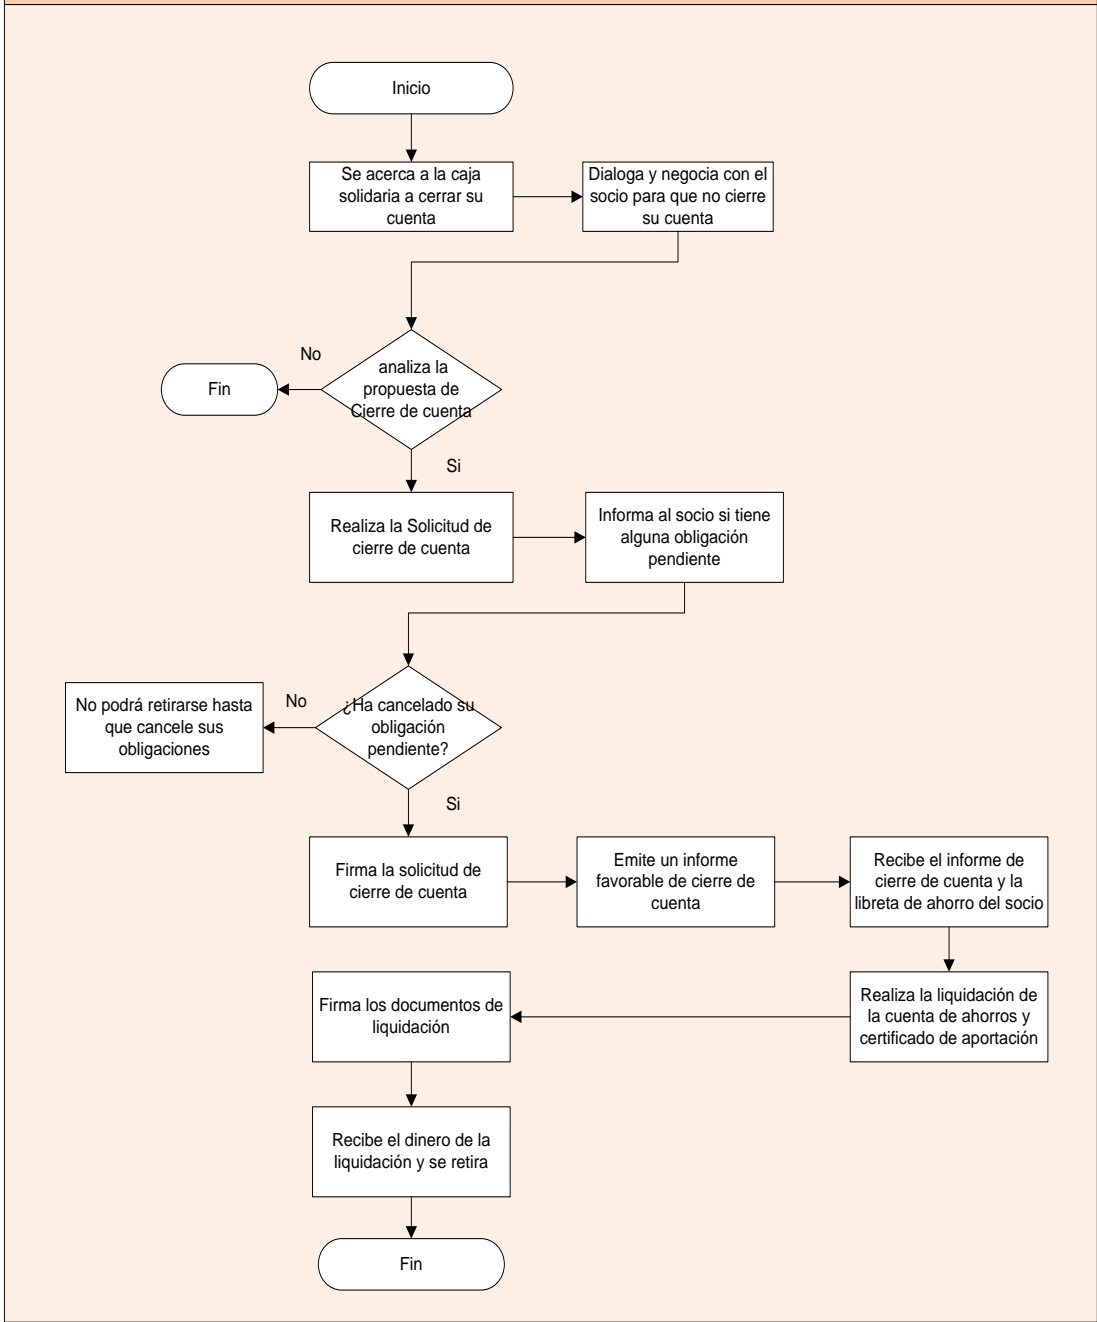 Inicio
Se acerca a la caja
solidaria a cerrar su
cuenta
Dialoga y negocia con el
socio para que no cierre
su cuenta
No
analiza la
propuesta de
Cierre de cuenta
Fin
Si
Realiza la Solicitud de
cierre de cuenta
Informa al socio si tiene
alguna obligación
pendiente
No podrá retirarse hasta
que cancele sus
obligaciones
No
¿Ha cancelado su
obligación
pendiente?
Si
Firma la solicitud de
cierre de cuenta
Emite un informe
favorable de cierre de
cuenta
Recibe el informe de
cierre de cuenta y la
libreta de ahorro del socio
Realiza la liquidación de
la cuenta de ahorros y
certificado de aportación
Firma los documentos de
liquidación
Recibe el dinero de la
liquidación y se retira
Fin